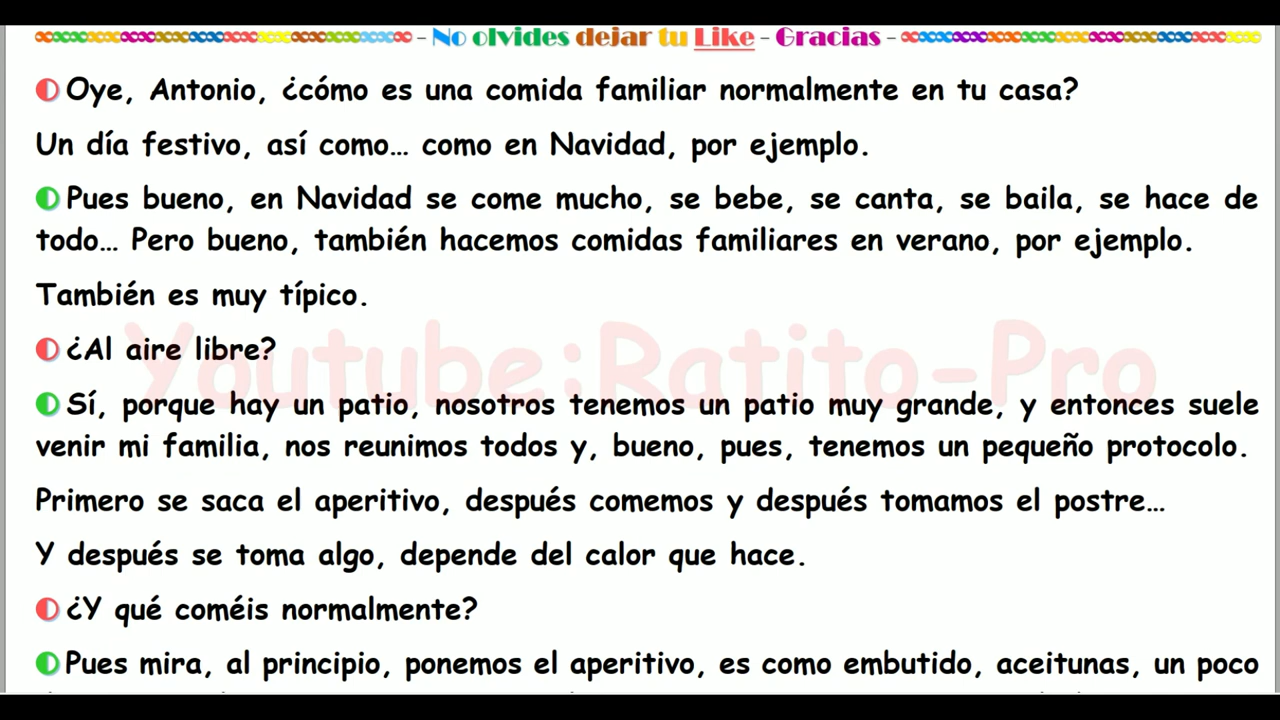 - No olvides dejar tu Like - Gracias -
Oye, Antonio, ¿cómo es una comida familiar normalmente en tu casa?
Un día festivo, así como... como en Navidad, por ejemplo.
Pues bueno, en Navidad se come mucho, se bebe, se canta, se baila, se hace de
todo... Pero bueno, también hacemos comidas familiares en verano, por ejemplo.
También es muy típico.
Youtube:Ratito-Pro
¿Al aire libre?
Sí, porque hay un patio, nosotros tenemos un patio muy grande, y entonces suele
venir mi familia, nos reunimos todos y, bueno, pues, tenemos un pequeño protocolo.
Primero se saca el aperitivo, después comemos y después tomamos el postre...
Y después se toma algo, depende del calor que hace.
¿Y qué coméis normalmente?
Pues mira, al principio, ponemos el aperitivo, es como embutido, aceitunas, un poco